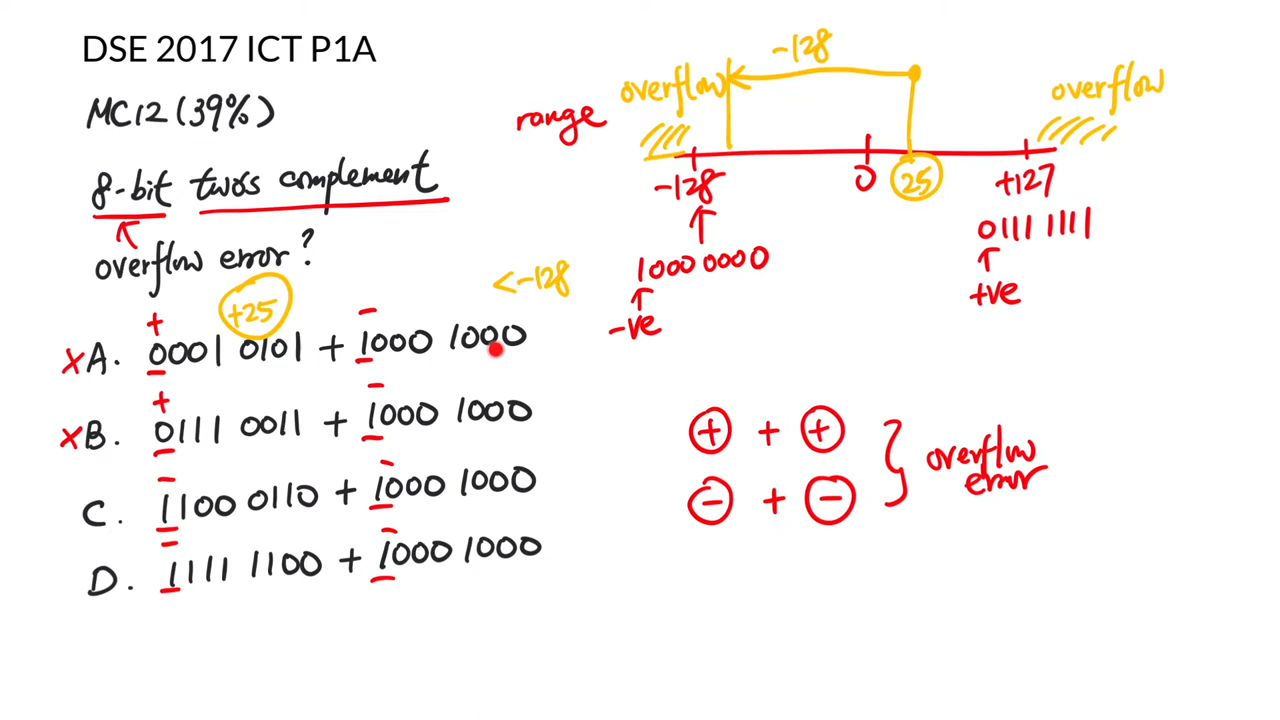 DSE 2017 ICT P1A
MC12 (39%)
8-bit two's complement
overflow error?
+25
<-128
+ −
×A. 0001 0101 + 1000 1000
+ −
×B. 0111 0011 + 1000 1000
− −
C. 1100 0110 + 1000 1000
− −
D. 1111 1100 + 1000 1000
-128
overflow
overflow
range
-128 0 25 +127
1000 0000
0111 1111
-ve
+ve
+ + +
- + -
overflow
error